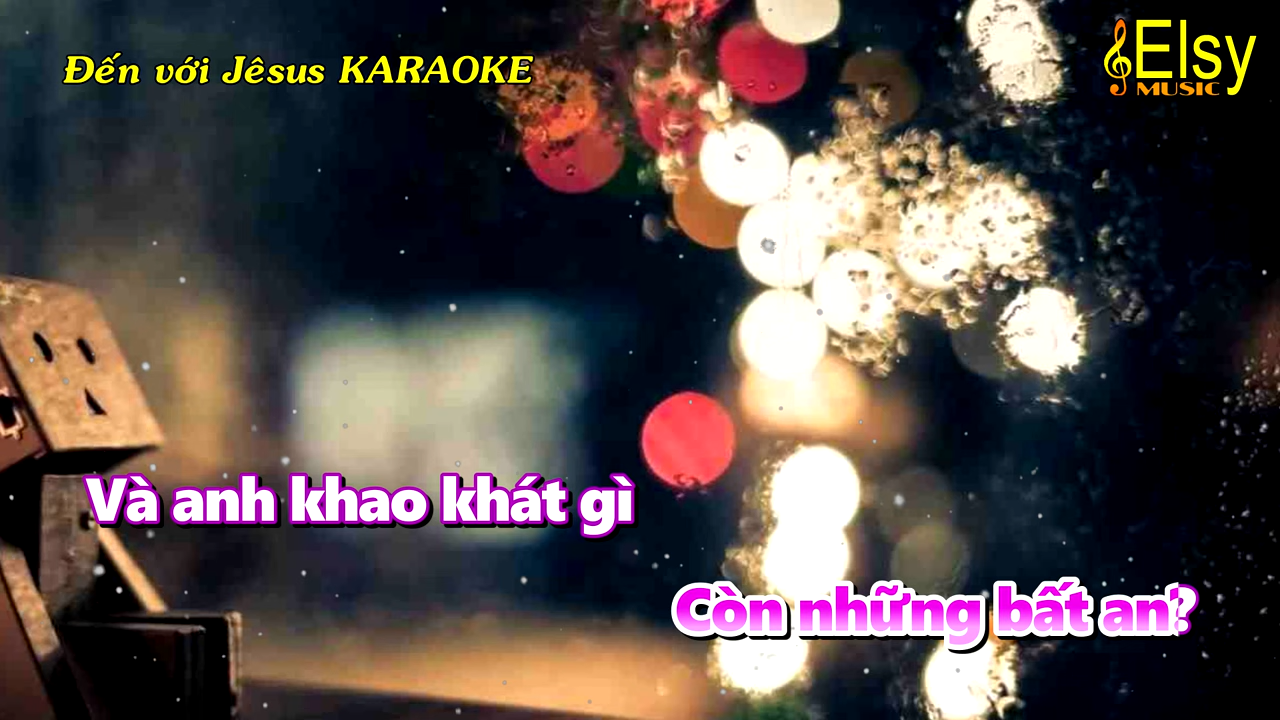 Đến với Jêsus KARAOKE
Elsy
MUSIC
Và anh khao khát gì
Còn những bất an?